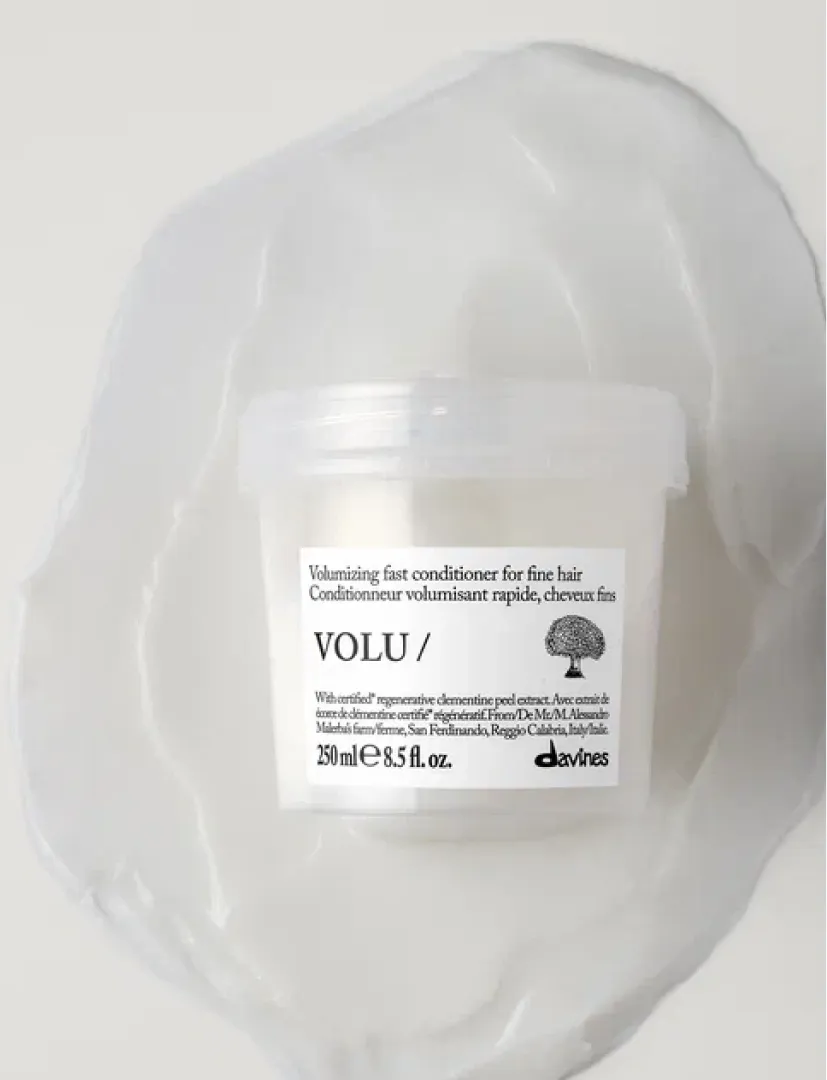 Volumizing fast conditioner for fine hair
Conditionneur volumisant rapide, cheveux fins
VOLU /
With certified* regenerative clementine peel extract. Avec extrait de
écorce de clémentine certifié* régénératif. From/De Mr./M. Alessandro
Malerba's farm/ferme, San Ferdinando, Reggio Calabria, Italy/Italie.
250 ml e 8.5 fl. oz.
davines